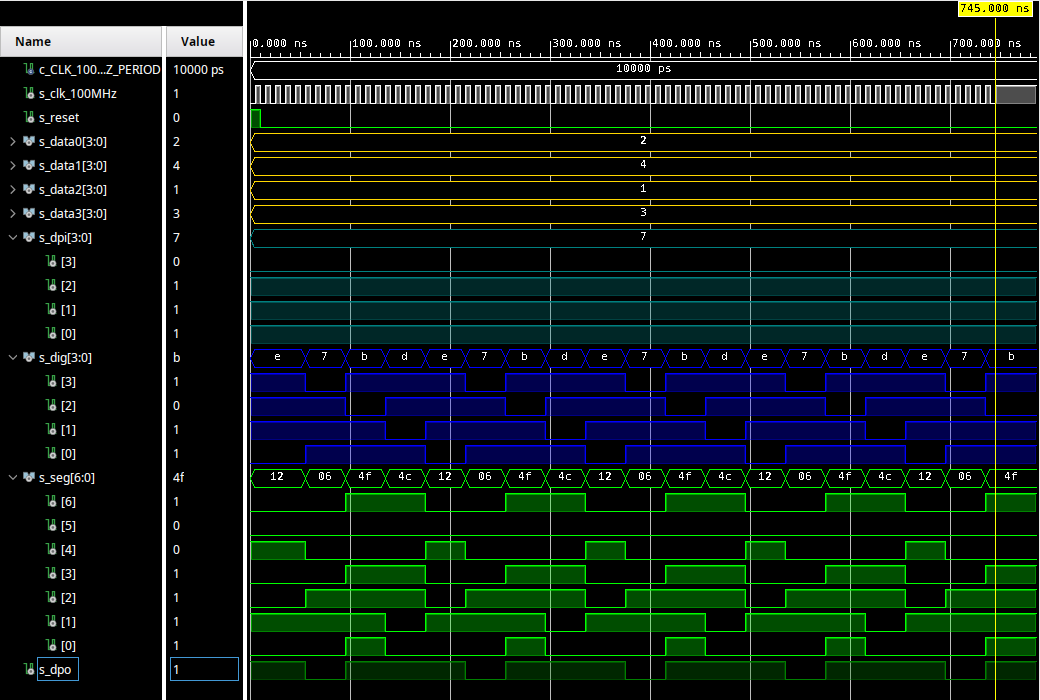 745.000 ns
Name Value 0.000 ns 100.000 ns 200.000 ns 300.000 ns 400.000 ns 500.000 ns 600.000 ns 700.000 ns
c_CLK_100...Z_PERIOD 10000 ps 10000 ps
s_clk_100MHz 1
s_reset 0
s_data0[3:0] 2 2
s_data1[3:0] 4 4
s_data2[3:0] 1 1
s_data3[3:0] 3 3
s_dpi[3:0] 7 7
[3] 0
[2] 1
[1] 1
[0] 1
s_dig[3:0] b e 7 b d e 7 b d e 7 b d e 7 b d e 7 b
[3] 1
[2] 0
[1] 1
[0] 1
s_seg[6:0] 4f 12 06 4f 4c 12 06 4f 4c 12 06 4f 4c 12 06 4f 4c 12 06 4f
[6] 1
[5] 0
[4] 0
[3] 1
[2] 1
[1] 1
[0] 1
s_dpo 1